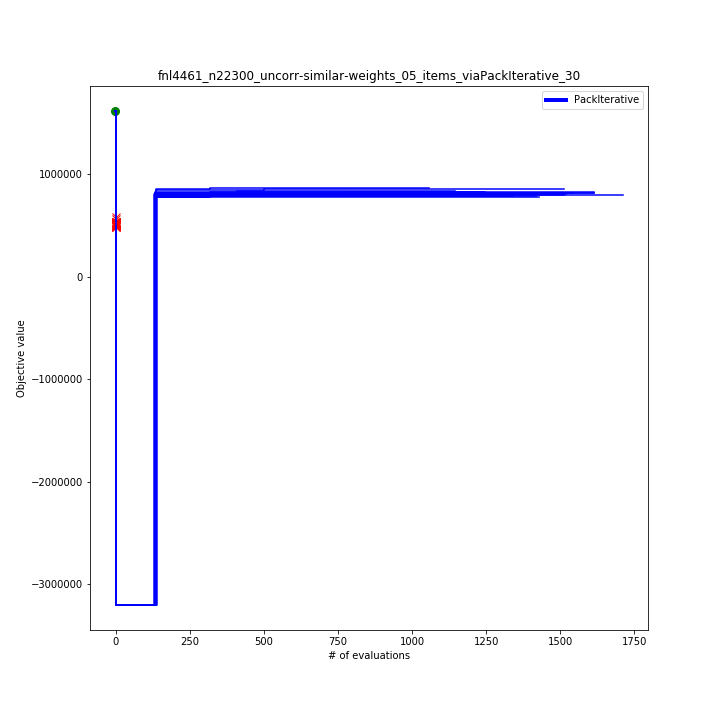 fnl4461_n22300_uncorr-similar-weights_05_items_viaPackIterative_30
PackIterative
1000000
0
−1000000
−2000000
−3000000
Objective value
0 250 500 750 1000 1250 1500 1750
# of evaluations